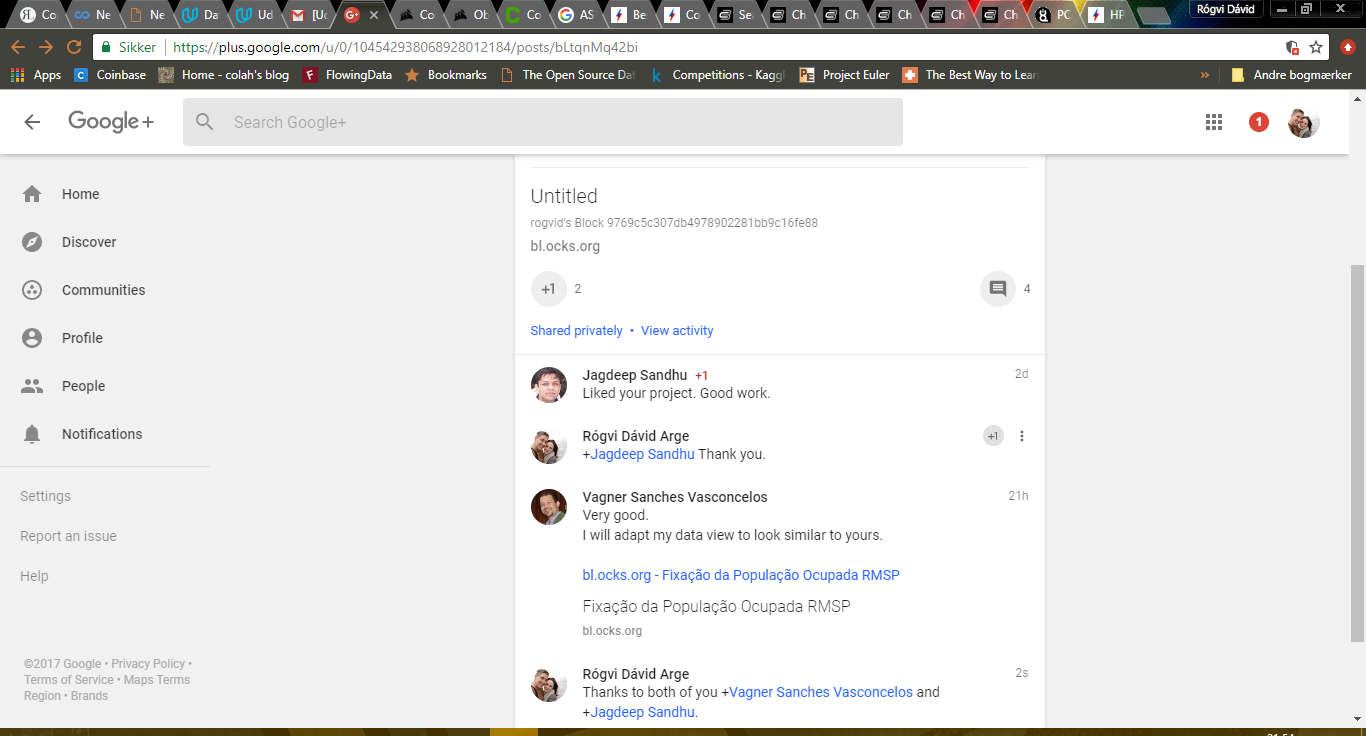 Co
Ne
Ne
Da
Ud
[Uc
Co
Ob
Co
AS
Be
Co
Se
Ch
Ch
Ch
Ch
Ch
PC
HP
Rógvi Dávid
Sikker
https://plus.google.com/u/0/104542938068928012184/posts/bLtqnMq42bi
Apps
Coinbase
Home - colah's blog
FlowingData
Bookmarks
The Open Source Dat
Competitions - Kaggl
Project Euler
The Best Way to Lear
»
Andre bogmærker
Google+
Search Google+
1
Home
Discover
Communities
Profile
People
Notifications
Settings
Report an issue
Help
©2017 Google • Privacy Policy •
Terms of Service • Maps Terms
Region • Brands
Untitled
rogvid's Block 9769c5c307db4978902281bb9c16fe88
bl.ocks.org
+1 2
4
Shared privately • View activity
Jagdeep Sandhu +1 2d
Liked your project. Good work.
Rógvi Dávid Arge +1
+Jagdeep Sandhu Thank you.
Vagner Sanches Vasconcelos 21h
Very good.
I will adapt my data view to look similar to yours.
bl.ocks.org - Fixação da População Ocupada RMSP
Fixação da População Ocupada RMSP
bl.ocks.org
Rógvi Dávid Arge 2s
Thanks to both of you +Vagner Sanches Vasconcelos and
+Jagdeep Sandhu.